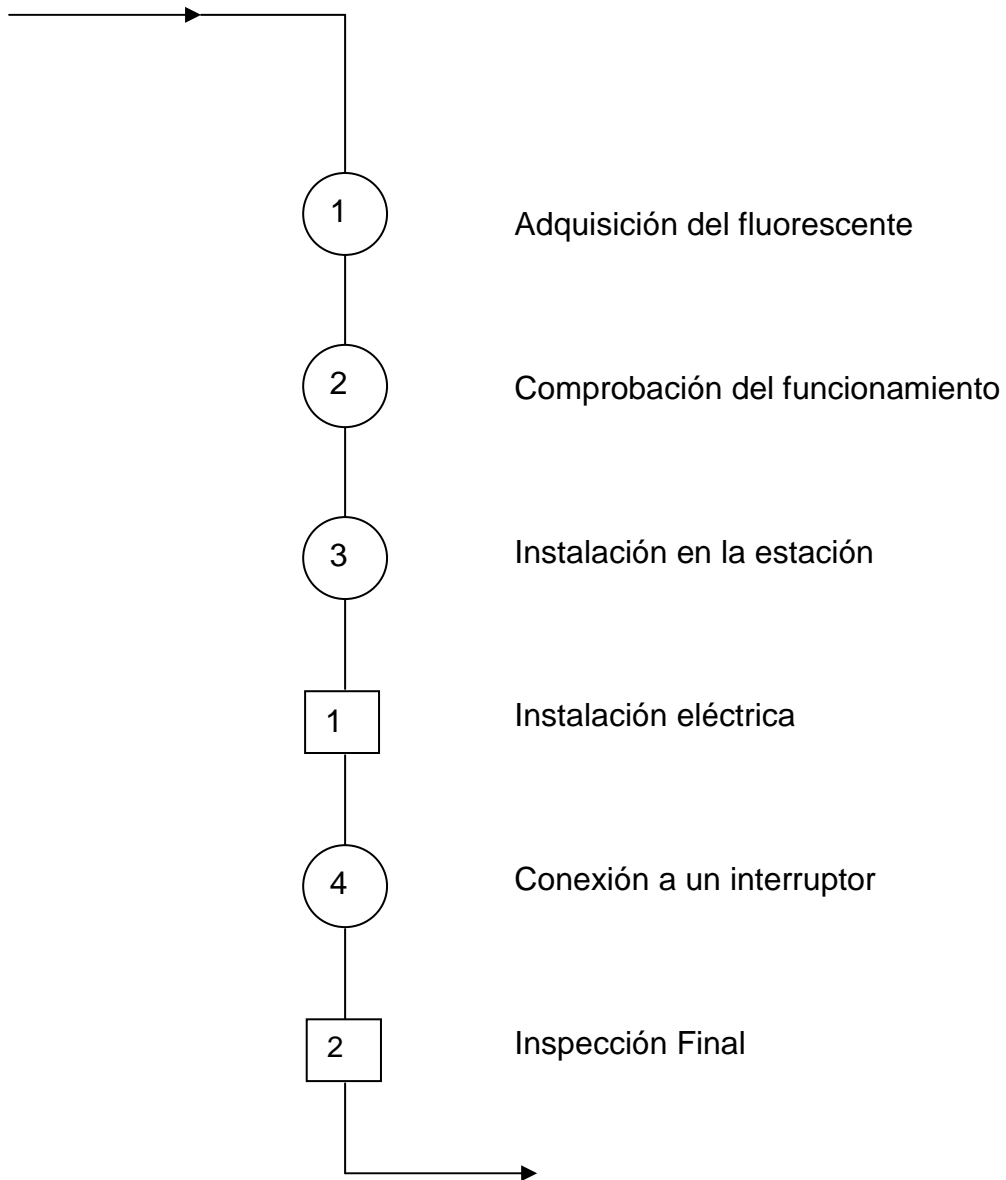 1 Adquisición del fluorescente
2 Comprobación del funcionamiento
3 Instalación en la estación
1 Instalación eléctrica
4 Conexión a un interruptor
2 Inspección Final